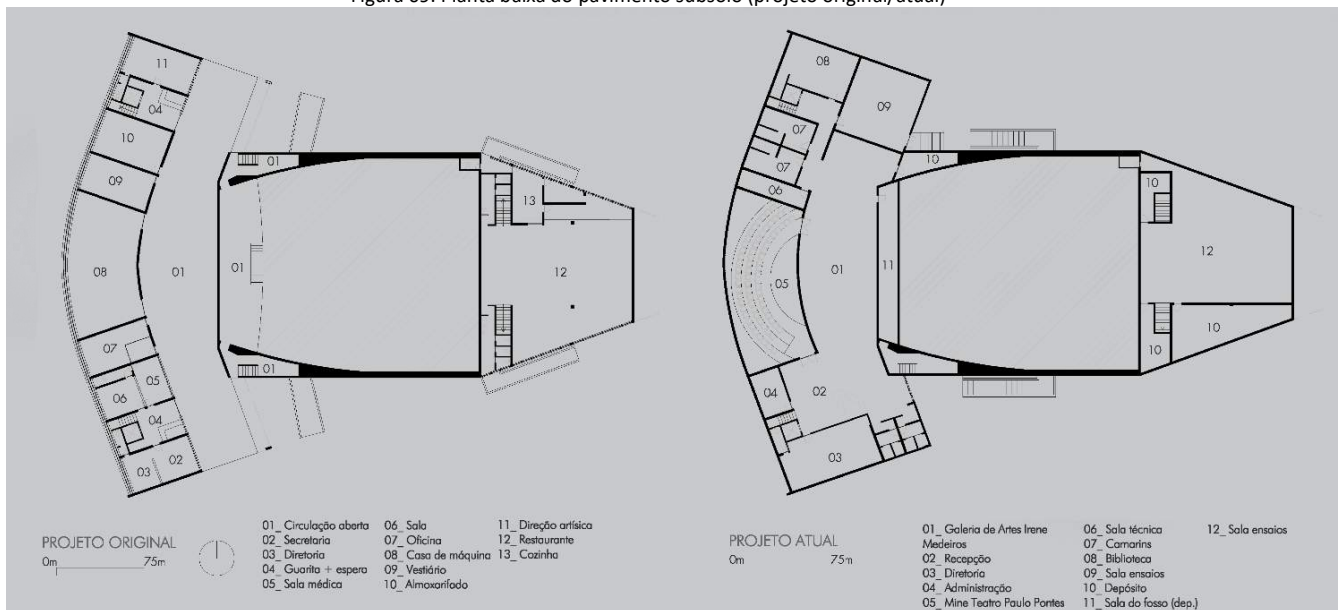 Figura 09: Planta baixa do pavimento subsolo (projeto original/atual)
11
04
10
09
08
07
05
06
04
03
02
01
01
01
01
13
12
PROJETO ORIGINAL
0m 75m
01_ Circulação aberta
02_ Secretaria
03_ Diretoria
04_ Guarita + espera
05_ Sala médica
06_ Sala
07_ Oficina
08_ Casa de máquina
09_ Vestiário
10_ Almoxarifado
11_ Direção artísica
12_ Restaurante
13_ Cozinha
08
09
07
07
06
05
01
04
02
03
10
11
10
12
10
10
PROJETO ATUAL
0m 75m
01_ Galeria de Artes Irene
Medeiros
02_ Recepção
03_ Diretoria
04_ Administração
05_ Mine Teatro Paulo Pontes
06_ Sala técnica
07_ Camarins
08_ Biblioteca
09_ Sala ensaios
10_ Depósito
11_ Sala do fosso (dep.)
12_ Sala ensaios